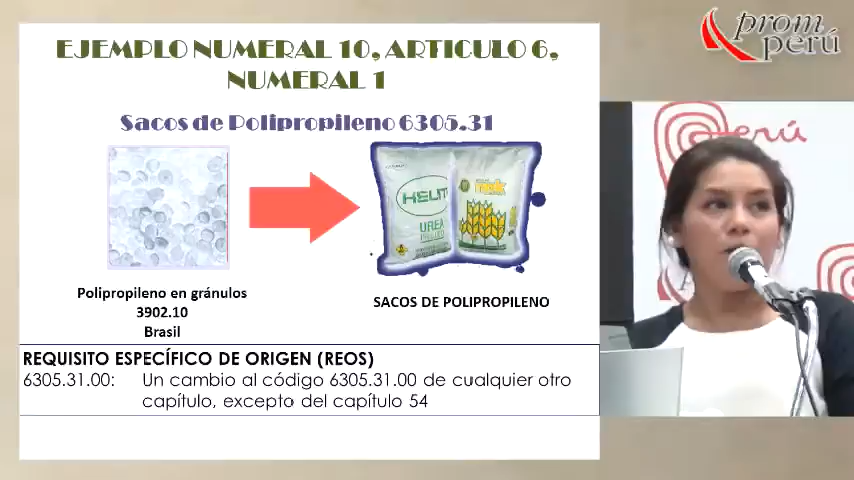 EJEMPLO NUMERAL 10, ARTICULO 6,
NUMERAL 1
Sacos de Polipropileno 6305.31
HELIT
UREA
Polipropileno en gránulos
3902.10
Brasil
SACOS DE POLIPROPILENO
REQUISITO ESPECÍFICO DE ORIGEN (REOS)
6305.31.00: Un cambio al código 6305.31.00 de cualquier otro
capítulo, excepto del capítulo 54
prom
perú
Perú